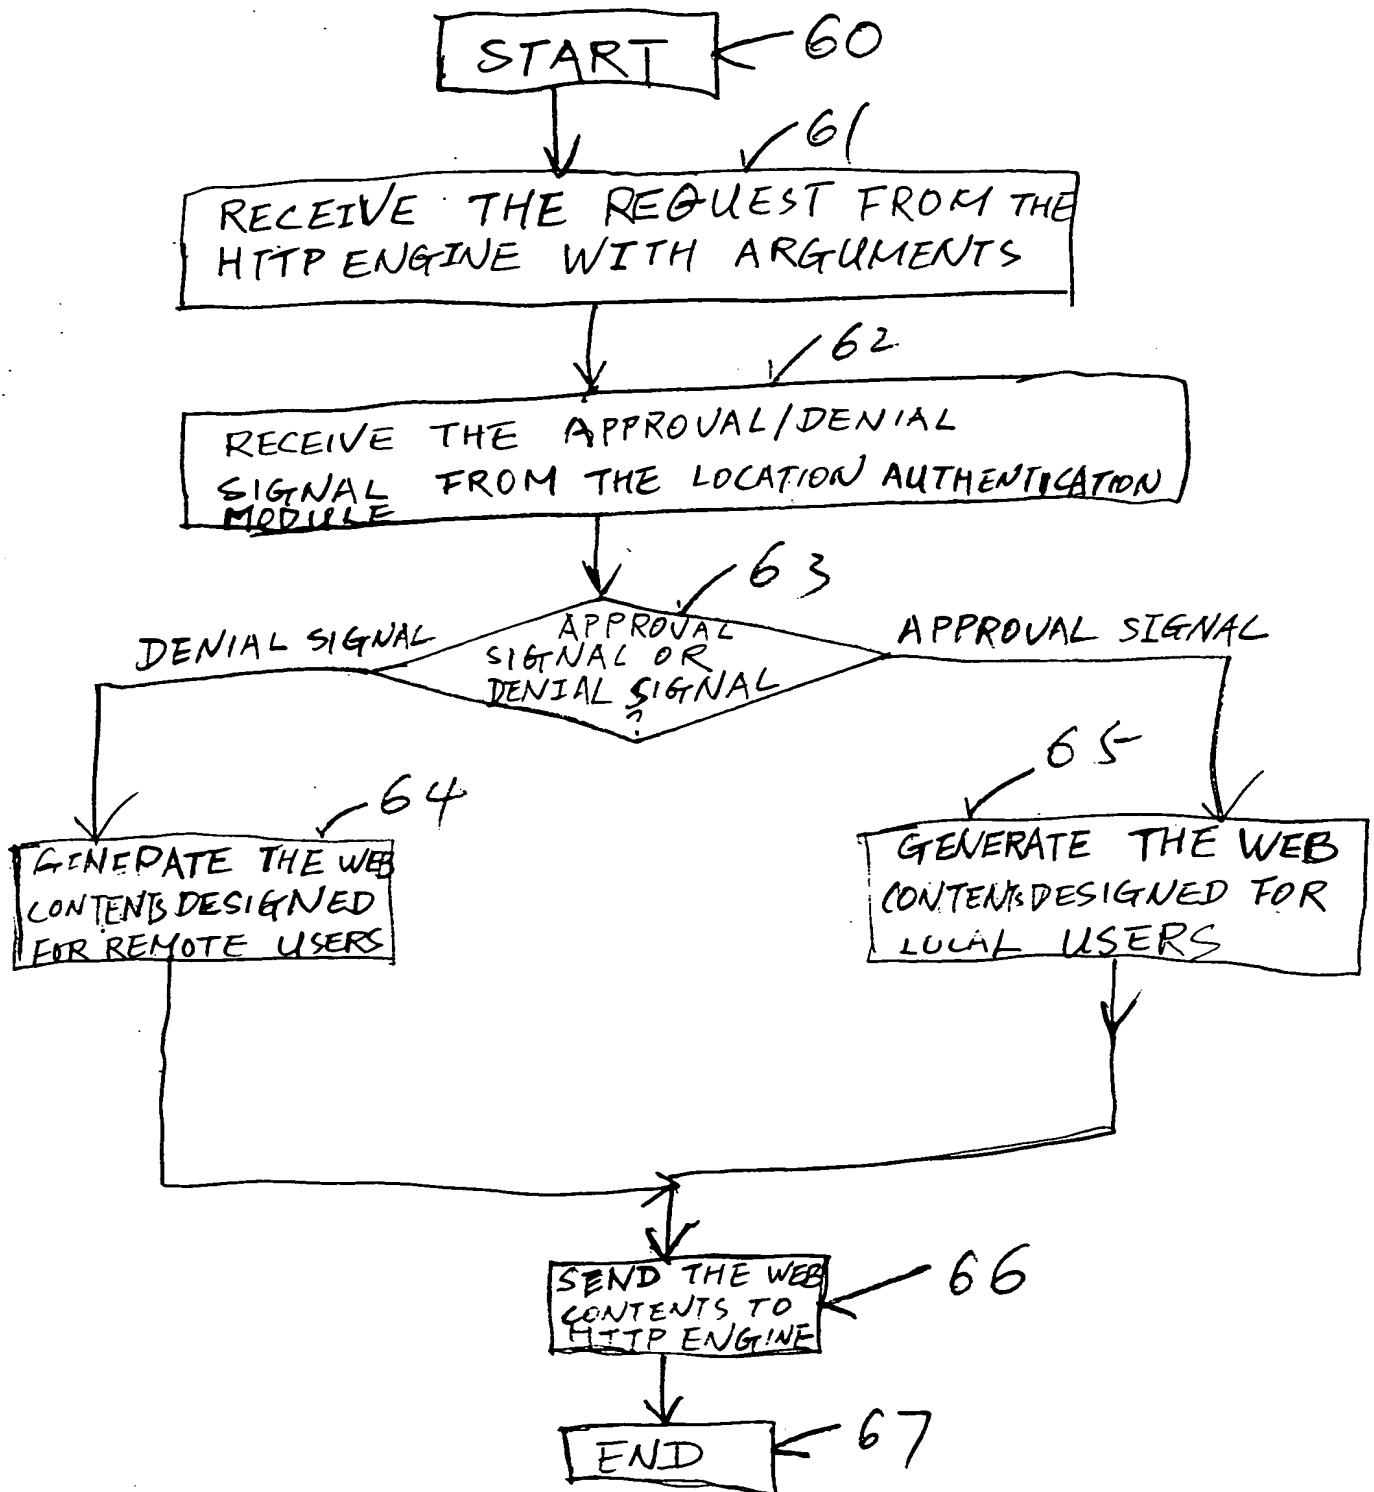 START
60
61
RECEIVE THE REQUEST FROM THE
HTTP ENGINE WITH ARGUMENTS
62
RECEIVE THE APPROVAL/DENIAL
SIGNAL FROM THE LOCATION AUTHENTICATION
MODULE
63
DENIAL SIGNAL
APPROVAL
SIGNAL OR
DENIAL SIGNAL
?
APPROVAL SIGNAL
64
GENERATE THE WEB
CONTENTS DESIGNED
FOR REMOTE USERS
65
GENERATE THE WEB
CONTENTS DESIGNED FOR
LOCAL USERS
SEND THE WEB
CONTENTS TO
HTTP ENGINE
66
END
67